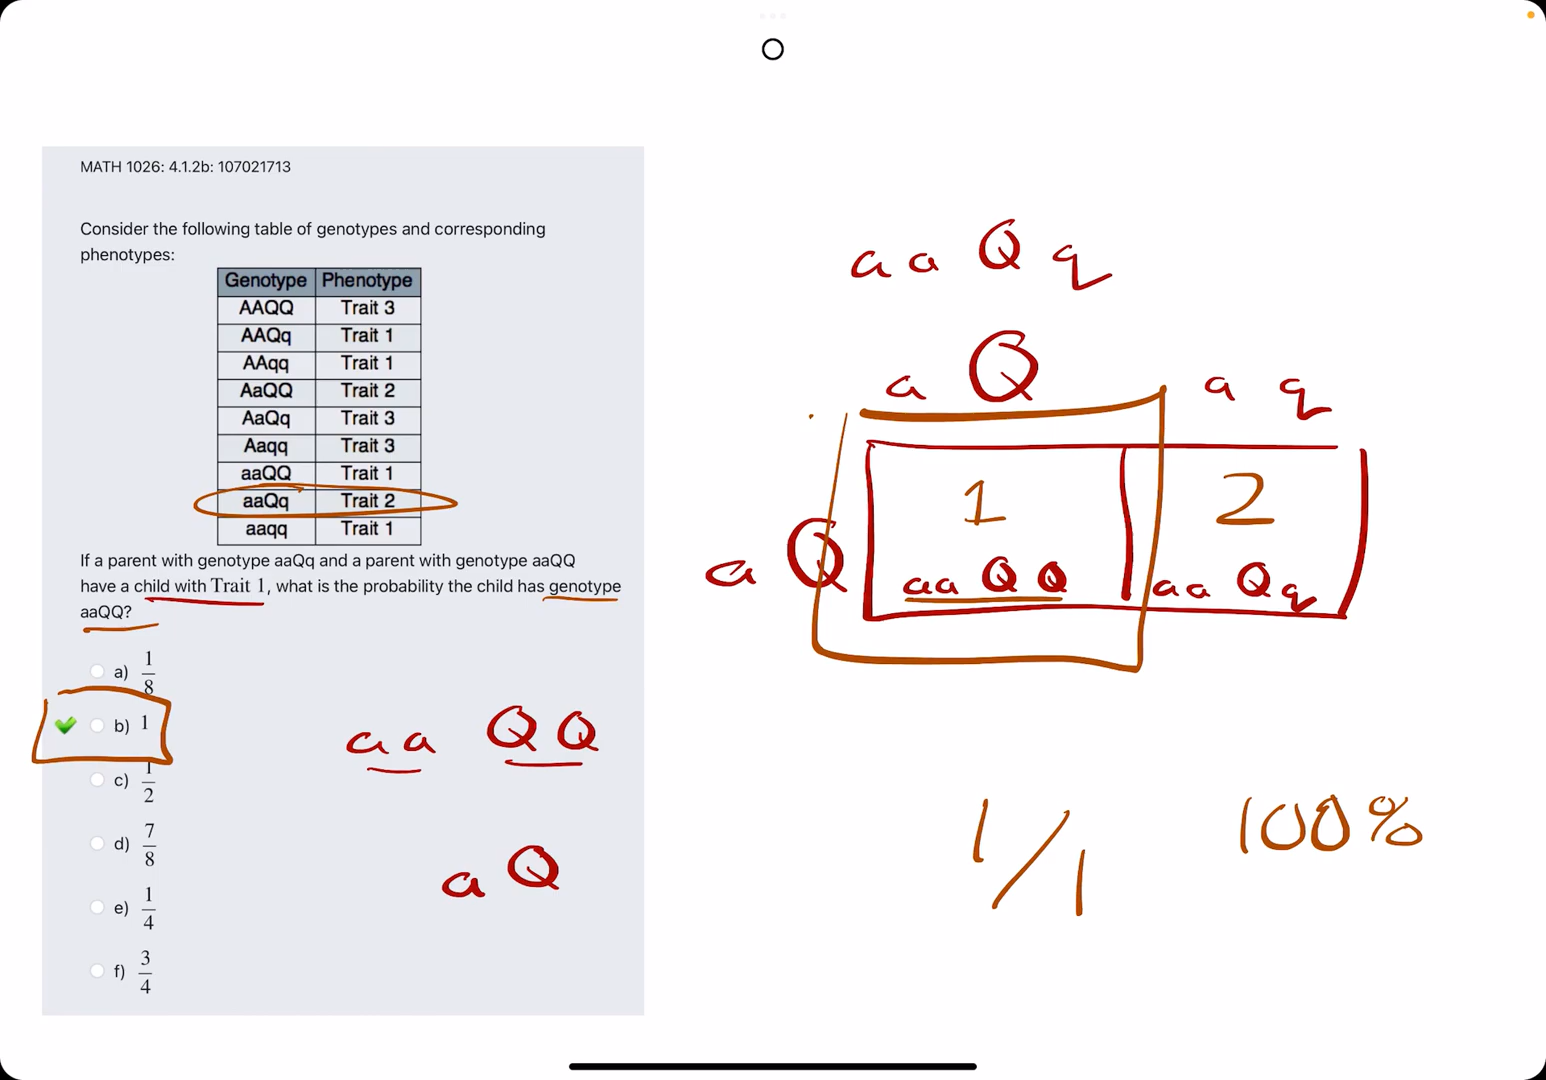 MATH 1026: 4.1.2b: 107021713
Consider the following table of genotypes and corresponding
phenotypes:
Genotype Phenotype
AAQQ Trait 3
AAQq Trait 1
AAqq Trait 1
AaQQ Trait 2
AaQq Trait 3
Aaqq Trait 3
aaQQ Trait 1
aaQq Trait 2
aaqq Trait 1
If a parent with genotype aaQq and a parent with genotype aaQQ
have a child with Trait 1, what is the probability the child has genotype
aaQQ?
a) 1/8
b) 1
c) 1/2
d) 7/8
e) 1/4
f) 3/4
aa QQ
a Q
a a Q q
a Q a q
1 2
a Q aa Q Q aa Qq
1/1 100%